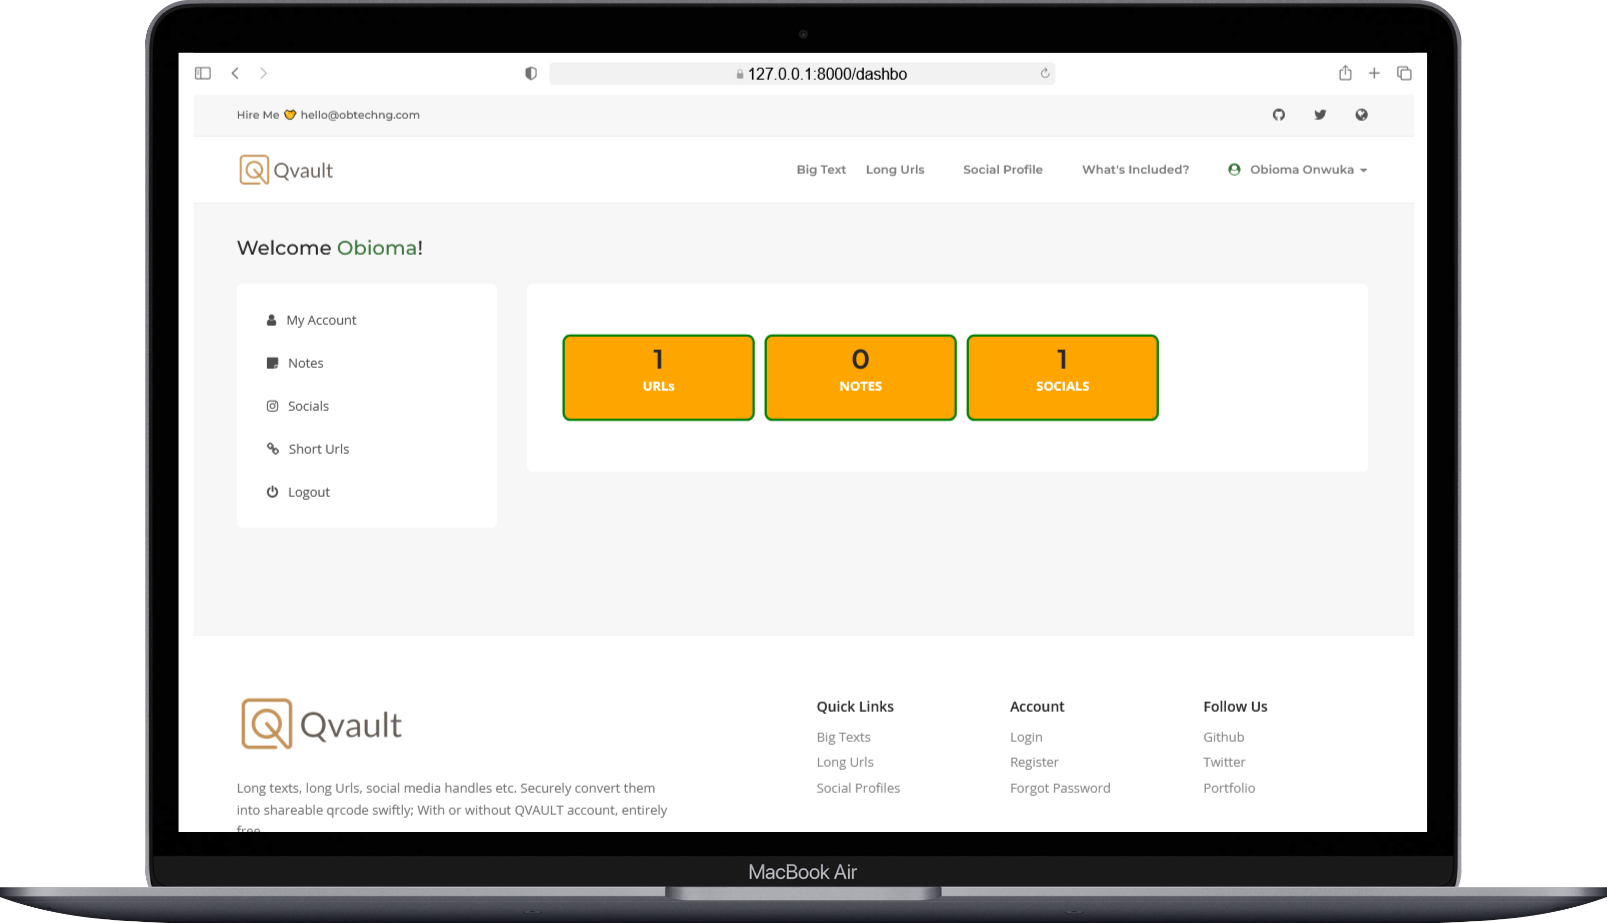 127.0.0.1:8000/dashbo
Hire Me 🧡 hello@obtechng.com
Qvault
Big Text Long Urls Social Profile What's Included? Obioma Onwuka
Welcome Obioma!
My Account
Notes
Socials
Short Urls
Logout
1 0 1
URLs NOTES SOCIALS
Qvault
Quick Links Account Follow Us
Big Texts Login Github
Long Urls Register Twitter
Social Profiles Forgot Password Portfolio
Long texts, long Urls, social media handles etc. Securely convert them
into shareable qrcode swiftly; With or without QVAULT account, entirely
free
MacBook Air